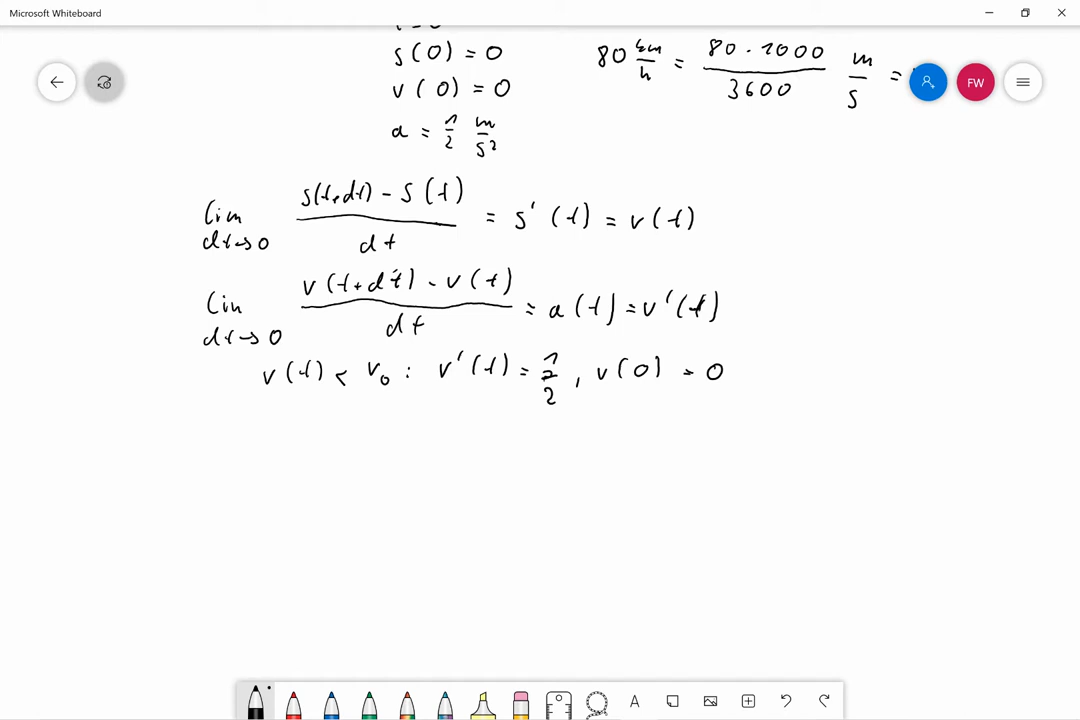 Microsoft Whiteboard
s(0) = 0
v(0) = 0
a = 1/2 m/s²
80 km/h = (80 · 1000)/3600 m/s =
FW
lim dt→0 (s(t+dt) - s(t))/dt = s'(t) = v(t)
lim dt→0 (v(t+dt) - v(t))/dt = a(t) = v'(t)
v(t) < v₀ : v'(t) = 1/2 , v(0) = 0
A